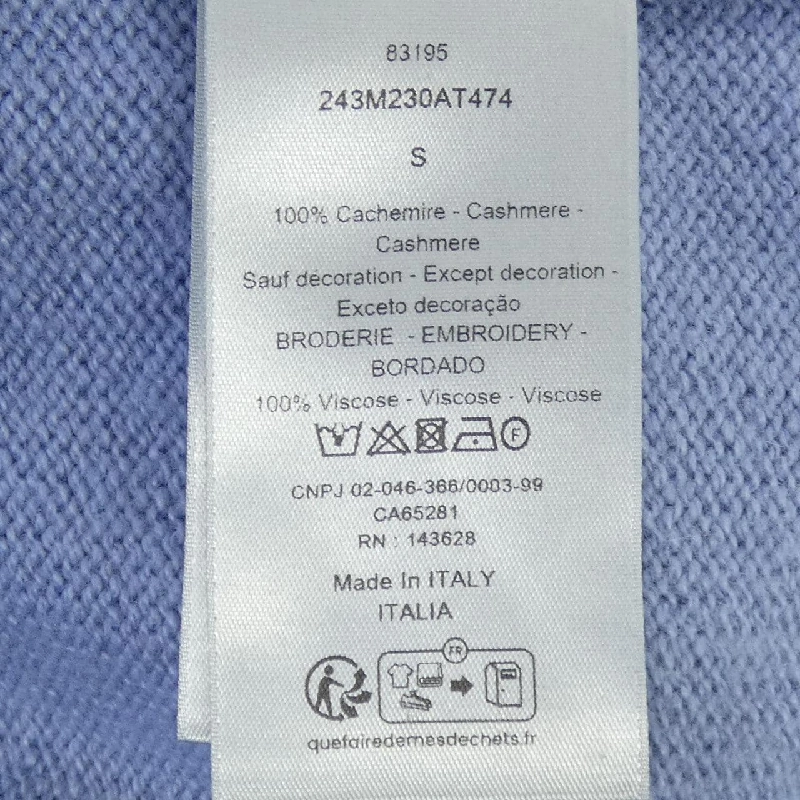 83195
243M230AT474
S
100% Cachemire - Cashmere -
Cashmere
Sauf décoration - Except decoration -
Exceto decoração
BRODERIE - EMBROIDERY -
BORDADO
100% Viscose - Viscose - Viscose
F
CNPJ 02-046-366/0003-99
CA65281
RN : 143628
Made In ITALY
ITALIA
FR
quefairedemesdechets.fr